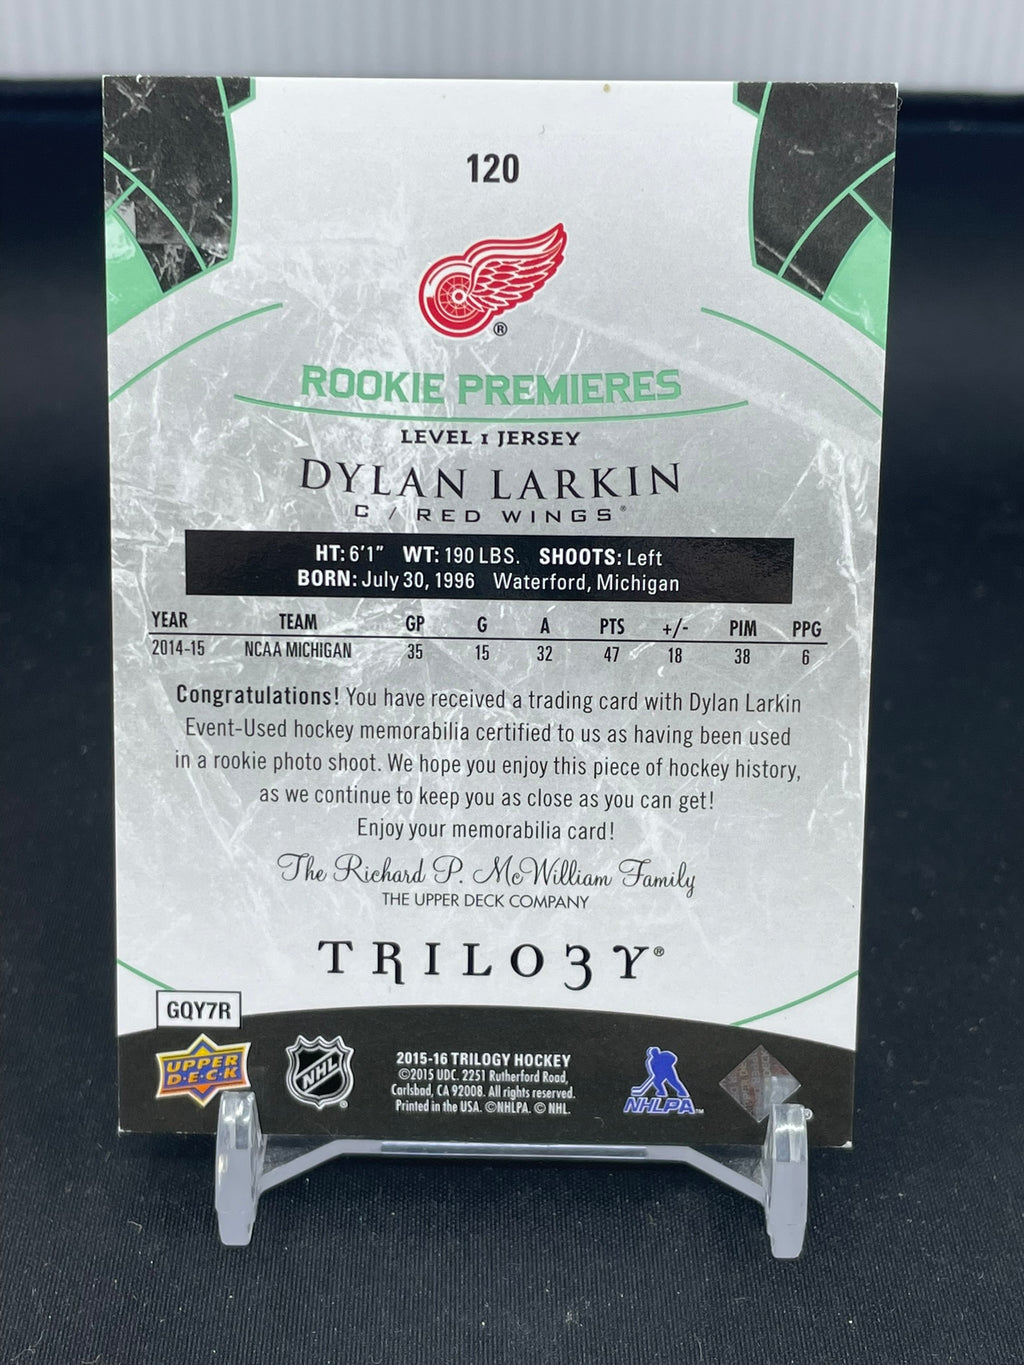 120
®
ROOKIE PREMIERES
LEVEL 1 JERSEY
DYLAN LARKIN
C / RED WINGS®
HT: 6'1" WT: 190 LBS. SHOOTS: Left
BORN: July 30, 1996 Waterford, Michigan
YEAR TEAM GP G A PTS +/- PIM PPG
2014-15 NCAA MICHIGAN 35 15 32 47 18 38 6
Congratulations! You have received a trading card with Dylan Larkin
Event-Used hockey memorabilia certified to us as having been used
in a rookie photo shoot. We hope you enjoy this piece of hockey history,
as we continue to keep you as close as you can get!
Enjoy your memorabilia card!
The Richard P. McWilliam Family
THE UPPER DECK COMPANY
TRILO3Y®
GQY7R
UPPER
D·E·C·K
NHL
®
2015-16 TRILOGY HOCKEY
©2015 UDC. 2251 Rutherford Road,
Carlsbad, CA 92008. All rights reserved.
Printed in the USA. ©NHLPA. © NHL.
NHLPA™
®